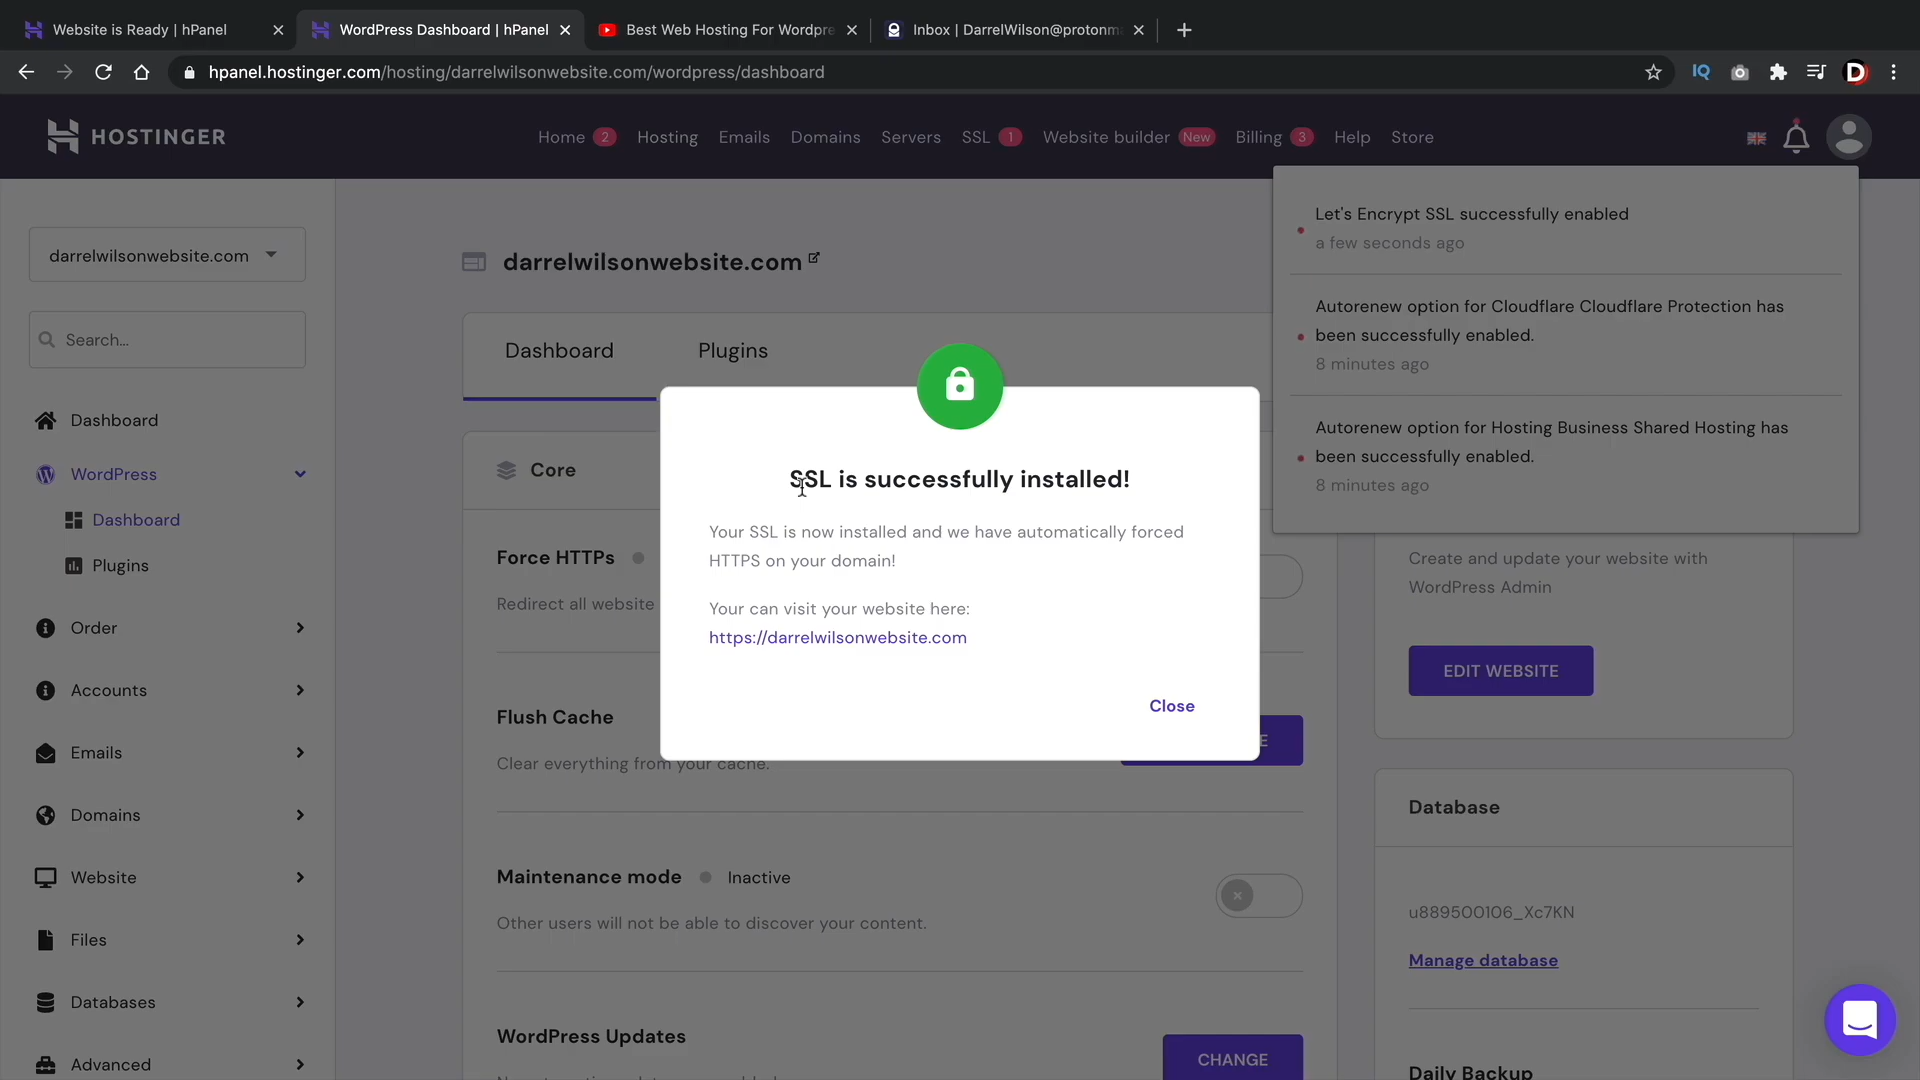 Website is Ready | hPanel
WordPress Dashboard | hPanel
Best Web Hosting For Wordpre
Inbox | DarrelWilson@protonma
hpanel.hostinger.com/hosting/darrelwilsonwebsite.com/wordpress/dashboard
IQ
D
HOSTINGER
Home 2
Hosting
Emails
Domains
Servers
SSL 1
Website builder New
Billing 3
Help
Store
Let's Encrypt SSL successfully enabled
a few seconds ago
Autorenew option for Cloudflare Cloudflare Protection has
been successfully enabled.
8 minutes ago
Autorenew option for Hosting Business Shared Hosting has
been successfully enabled.
8 minutes ago
darrelwilsonwebsite.com
Search...
Dashboard
WordPress
Dashboard
Plugins
Order
Accounts
Emails
Domains
Website
Files
Databases
Advanced
darrelwilsonwebsite.com
Dashboard
Plugins
Core
Force HTTPs
Redirect all website
Flush Cache
Clear everything from your cache.
E
Maintenance mode
Inactive
Other users will not be able to discover your content.
WordPress Updates
CHANGE
SSL is successfully installed!
Your SSL is now installed and we have automatically forced
HTTPS on your domain!
Your can visit your website here:
https://darrelwilsonwebsite.com
Close
Create and update your website with
WordPress Admin
EDIT WEBSITE
Database
u889500106_Xc7KN
Manage database
Daily Backup